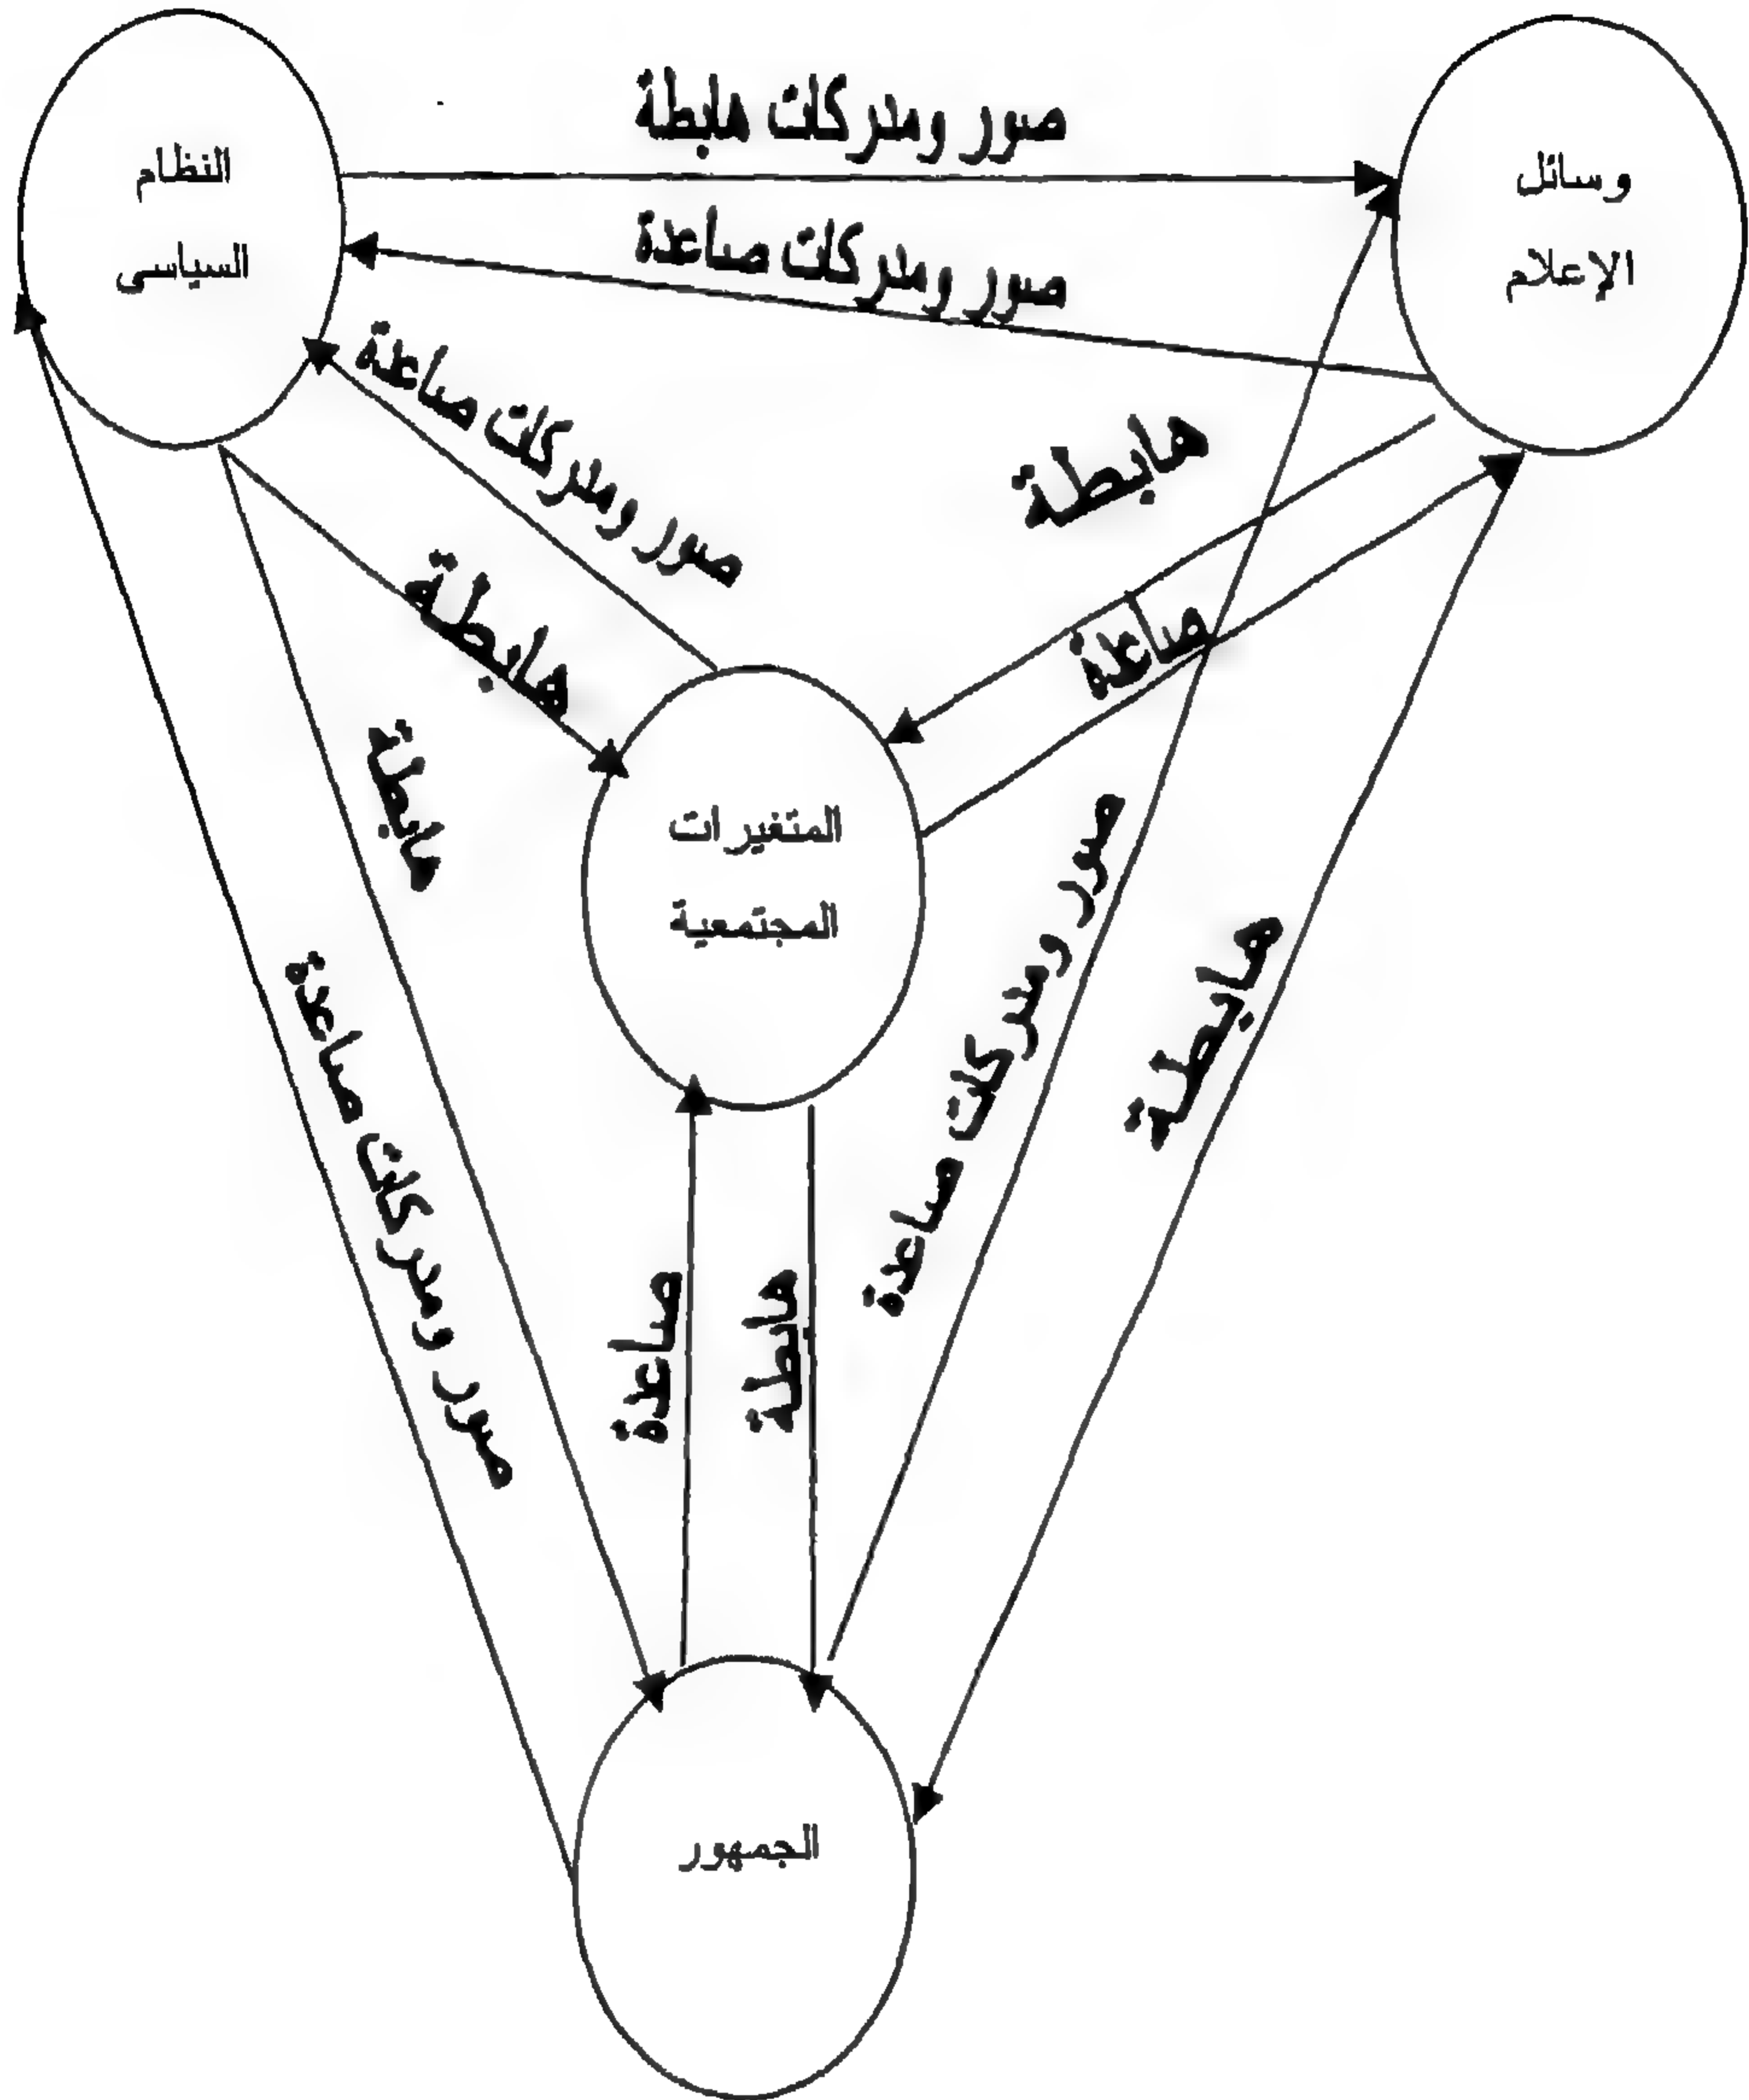 صور ومدركات هابطة
النظام
السياسى
وسائل
الإعلام
صور ومدركات صاعدة
صور ومدركات صاعدة
هابطة
هابطة
صاعدة
هابطة
المتغيرات
المجتمعية
صور ومدركات صاعدة
هابطة
صور ومدركات صاعدة
صاعدة
هابطة
الجمهور